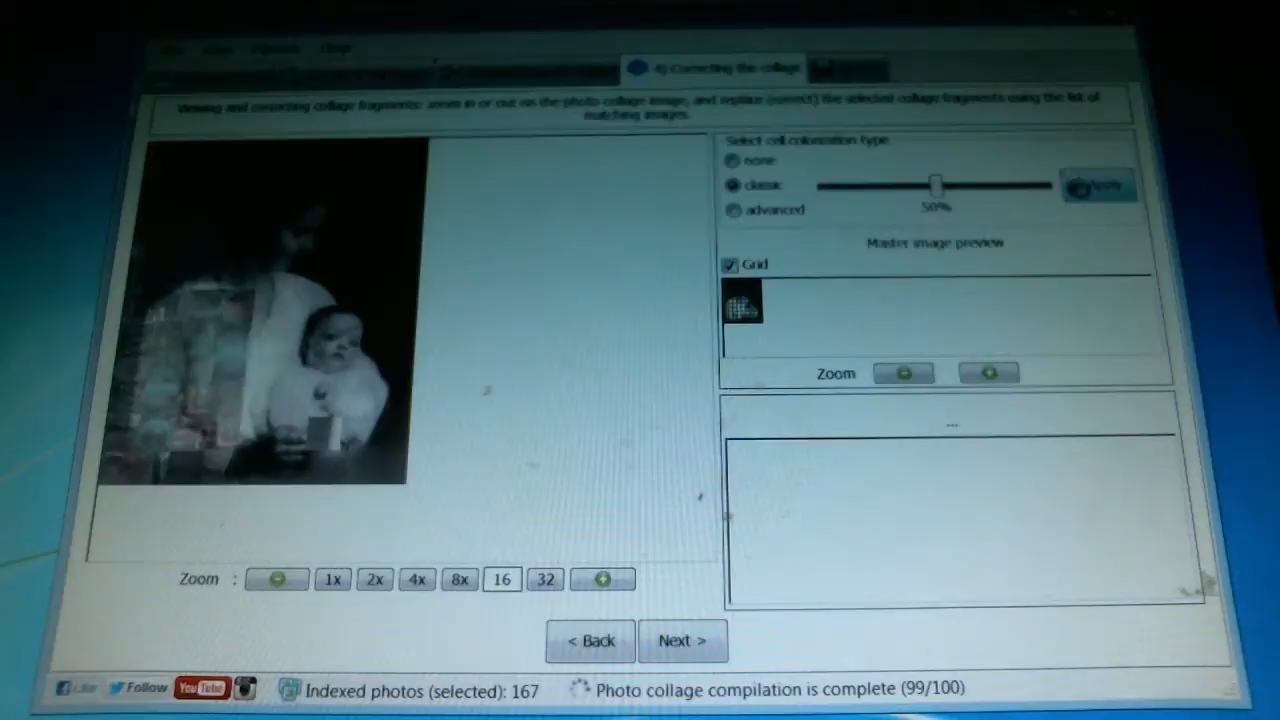 4) Correcting the collage
Viewing and correcting collage fragments: zoom in or out on the photo collage image, and replace (correct) the selected collage fragments using the list of
matching images.
Select cell colorization type
none
classic
Apply
advanced
50%
Master image preview
Grid
Zoom
...
Zoom :
1x
2x
4x
8x
16
32
< Back
Next >
Like
Follow
YouTube
Indexed photos (selected): 167
Photo collage compilation is complete (99/100)